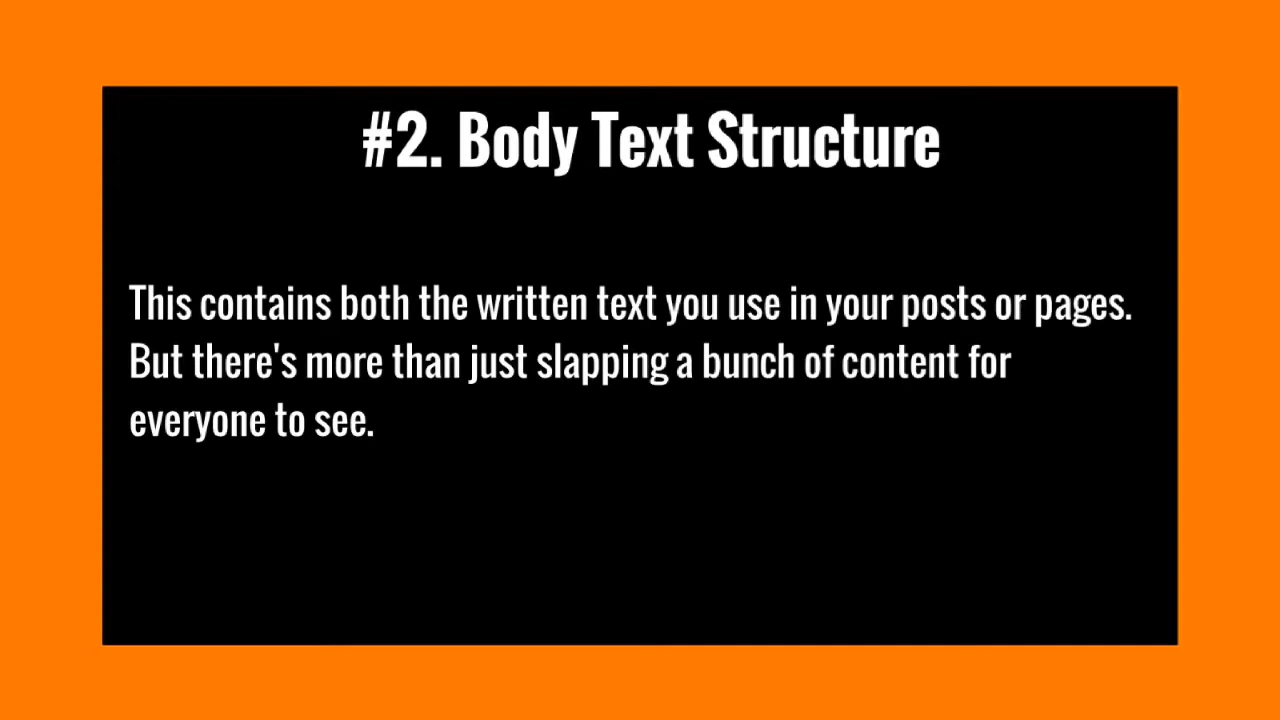 #2. Body Text Structure
This contains both the written text you use in your posts or pages.
But there's more than just slapping a bunch of content for
everyone to see.